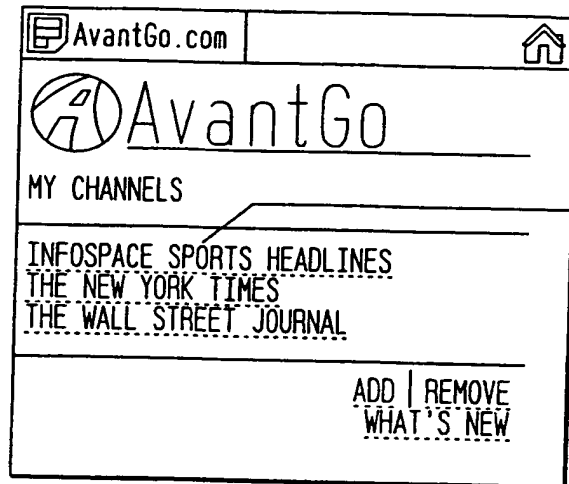 AvantGo.com
AvantGo
MY CHANNELS
INFOSPACE SPORTS HEADLINES
THE NEW YORK TIMES
THE WALL STREET JOURNAL
ADD | REMOVE
WHAT'S NEW